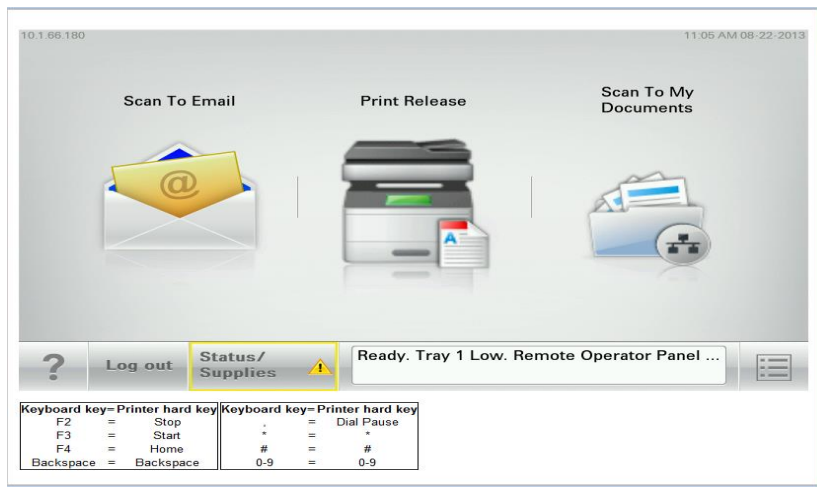 10.1.66.180
11:05 AM 08-22-2013
Scan To Email
Print Release
Scan To My
Documents
@
A
?
Log out
Status/
Supplies
!
Ready. Tray 1 Low. Remote Operator Panel ...
Keyboard key=Printer hard key
F2 = Stop
F3 = Start
F4 = Home
Backspace = Backspace
Keyboard key=Printer hard key
. = Dial Pause
* = *
# = #
0-9 = 0-9